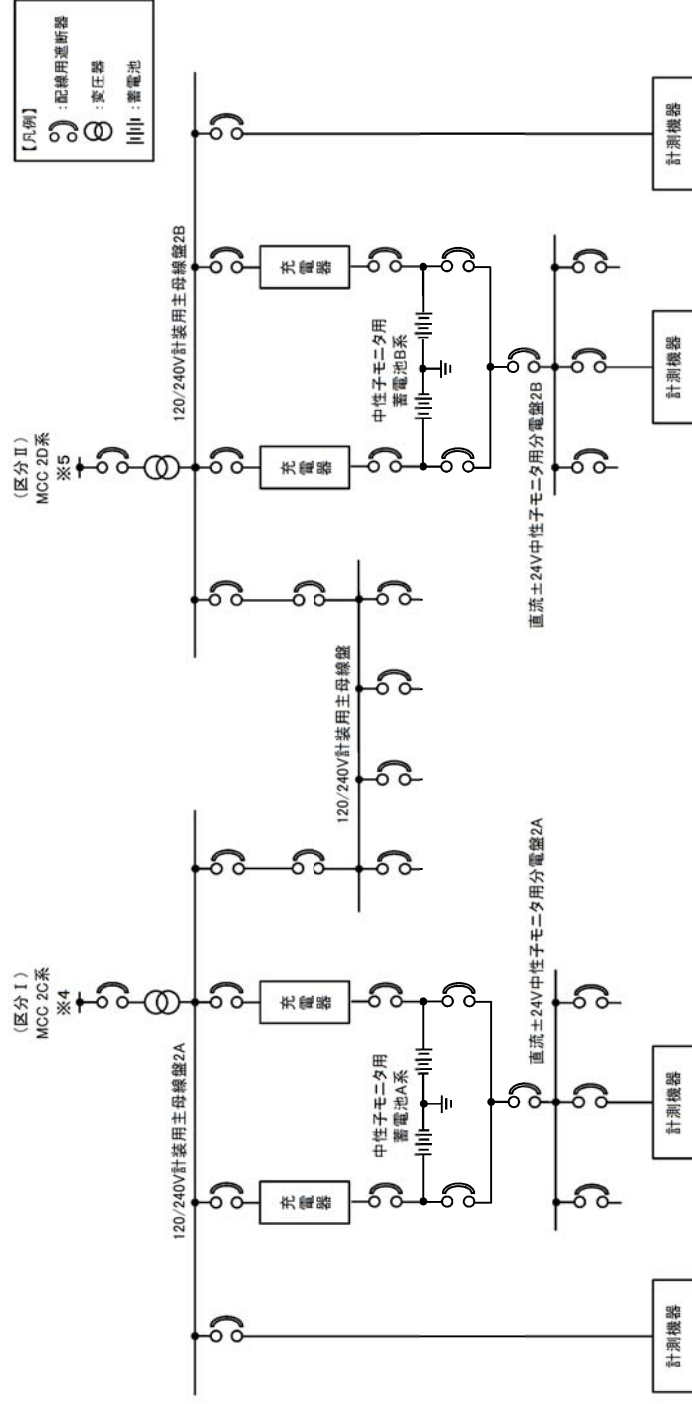 【凡例】
:配線用遮断器
:変圧器
:蓄電池
(区分Ⅰ)
MCC 2C系
※4
(区分Ⅱ)
MCC 2D系
※5
120/240V計装用主母線盤2A
120/240V計装用主母線盤2B
充電器
充電器
充電器
充電器
中性子モニタ用
蓄電池A系
120/240V計装用主母線盤
中性子モニタ用
蓄電池B系
直流±24V中性子モニタ用分電盤2A
直流±24V中性子モニタ用分電盤2B
計測機器
計測機器
計測機器
計測機器